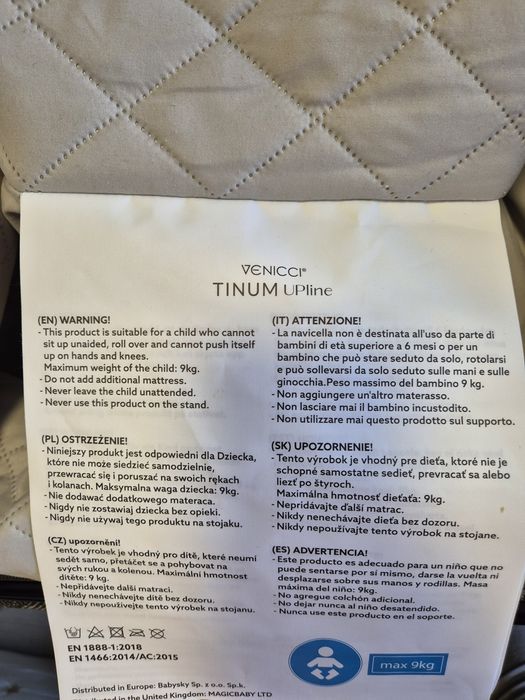 VENICCI®
TINUM UPline
(EN) WARNING!
- This product is suitable for a child who cannot
sit up unaided, roll over and cannot push itself
up on hands and knees.
Maximum weight of the child: 9kg.
- Do not add additional mattress.
- Never leave the child unattended.
- Never use this product on the stand.
(PL) OSTRZEŻENIE!
- Niniejszy produkt jest odpowiedni dla Dziecka,
które nie może siedzieć samodzielnie,
przewracać się i poruszać na swoich rękach
i kolanach. Maksymalna waga dziecka: 9kg.
- Nie dodawać dodatkowego materaca.
- Nigdy nie zostawiaj dziecka bez opieki.
- Nigdy nie używaj tego produktu na stojaku.
(CZ) upozornění!
- Tento výrobek je vhodný pro dítě, které neumí
sedět samo, přetáčet se a pohybovat na
svých rukou a kolenou. Maximální hmotnost
dítěte: 9 kg.
- Nepřidávejte další matraci.
- Nikdy nenechávejte dítě bez dozoru.
- Nikdy nepoužívejte tento výrobek na stojanu.
(IT) ATTENZIONE!
- La navicella non è destinata all'uso da parte di
bambini di età superiore a 6 mesi o per un
bambino che può stare seduto da solo, rotolarsi
e può sollevarsi da solo seduto sulle mani e sulle
ginocchia.Peso massimo del bambino 9 kg.
- Non aggiungere un'altro materasso.
- Non lasciare mai il bambino incustodito.
- Non utilizzare mai questo prodotto sul supporto.
(SK) UPOZORNENIE!
- Tento výrobok je vhodný pre dieťa, ktoré nie je
schopné samostatne sedieť, prevracať sa alebo
liezť po štyroch.
Maximálna hmotnosť dieťaťa: 9kg.
- Nepridávajte ďalší matrac.
- Nikdy nenechávajte dieťa bez dozoru.
- Nikdy nepoužívajte tento výrobok na stojane.
(ES) ADVERTENCIA!
- Este producto es adecuado para un niño que no
puede sentarse por sí mismo, darse la vuelta ni
desplazarse sobre sus manos y rodillas. Masa
máxima del niño: 9kg.
- No agregue colchón adicional.
- No dejar nunca al niño desatendido.
- Nunca use este producto en el soporte.
EN 1888-1:2018
EN 1466:2014/AC:2015
max 9kg
Distributed in Europe: Babysky Sp. z o.o. Sp.k.
Distributed in the United Kingdom: MAGICBABY LTD